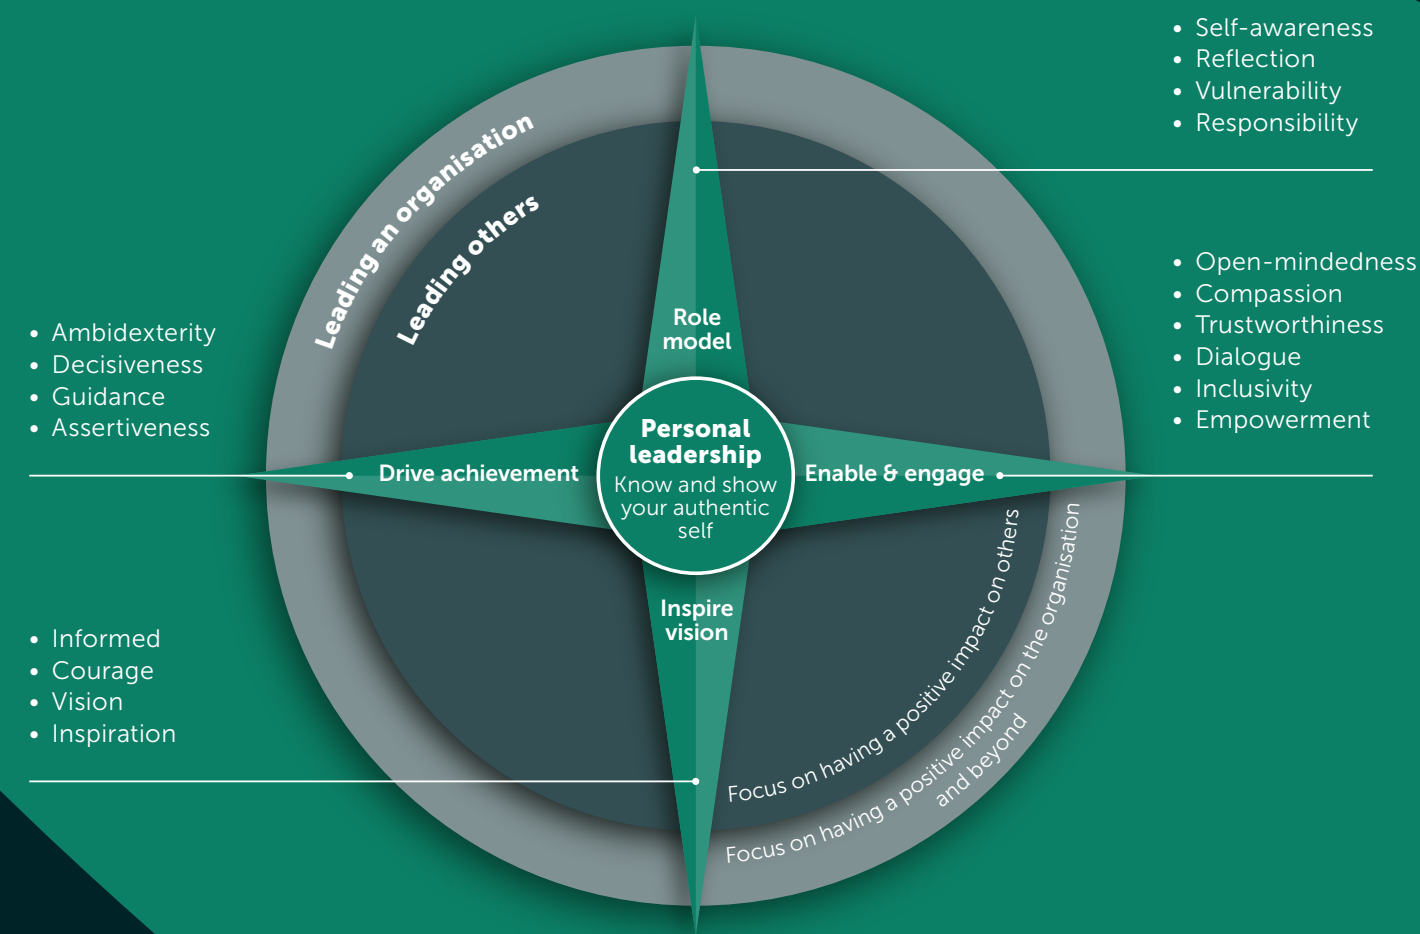 • Self-awareness
• Reflection
• Vulnerability
• Responsibility
Leading an organisation
Leading others
• Open-mindedness
• Compassion
• Trustworthiness
• Dialogue
• Inclusivity
• Empowerment
• Ambidexterity
• Decisiveness
• Guidance
• Assertiveness
Role
model
Personal
leadership
Know and show
your authentic
self
Drive achievement
Enable & engage
Inspire
vision
• Informed
• Courage
• Vision
• Inspiration
Focus on having a positive impact on others
Focus on having a positive impact on the organisation
and beyond